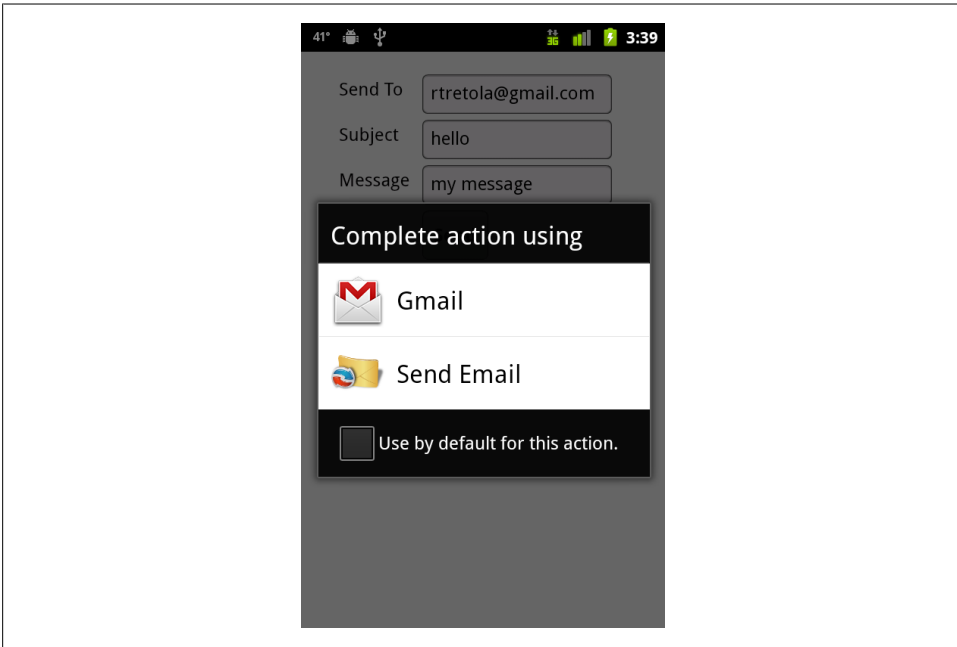 41° 3G 3:39
Send To rtretola@gmail.com
Subject hello
Message my message
Complete action using
Gmail
Send Email
Use by default for this action.